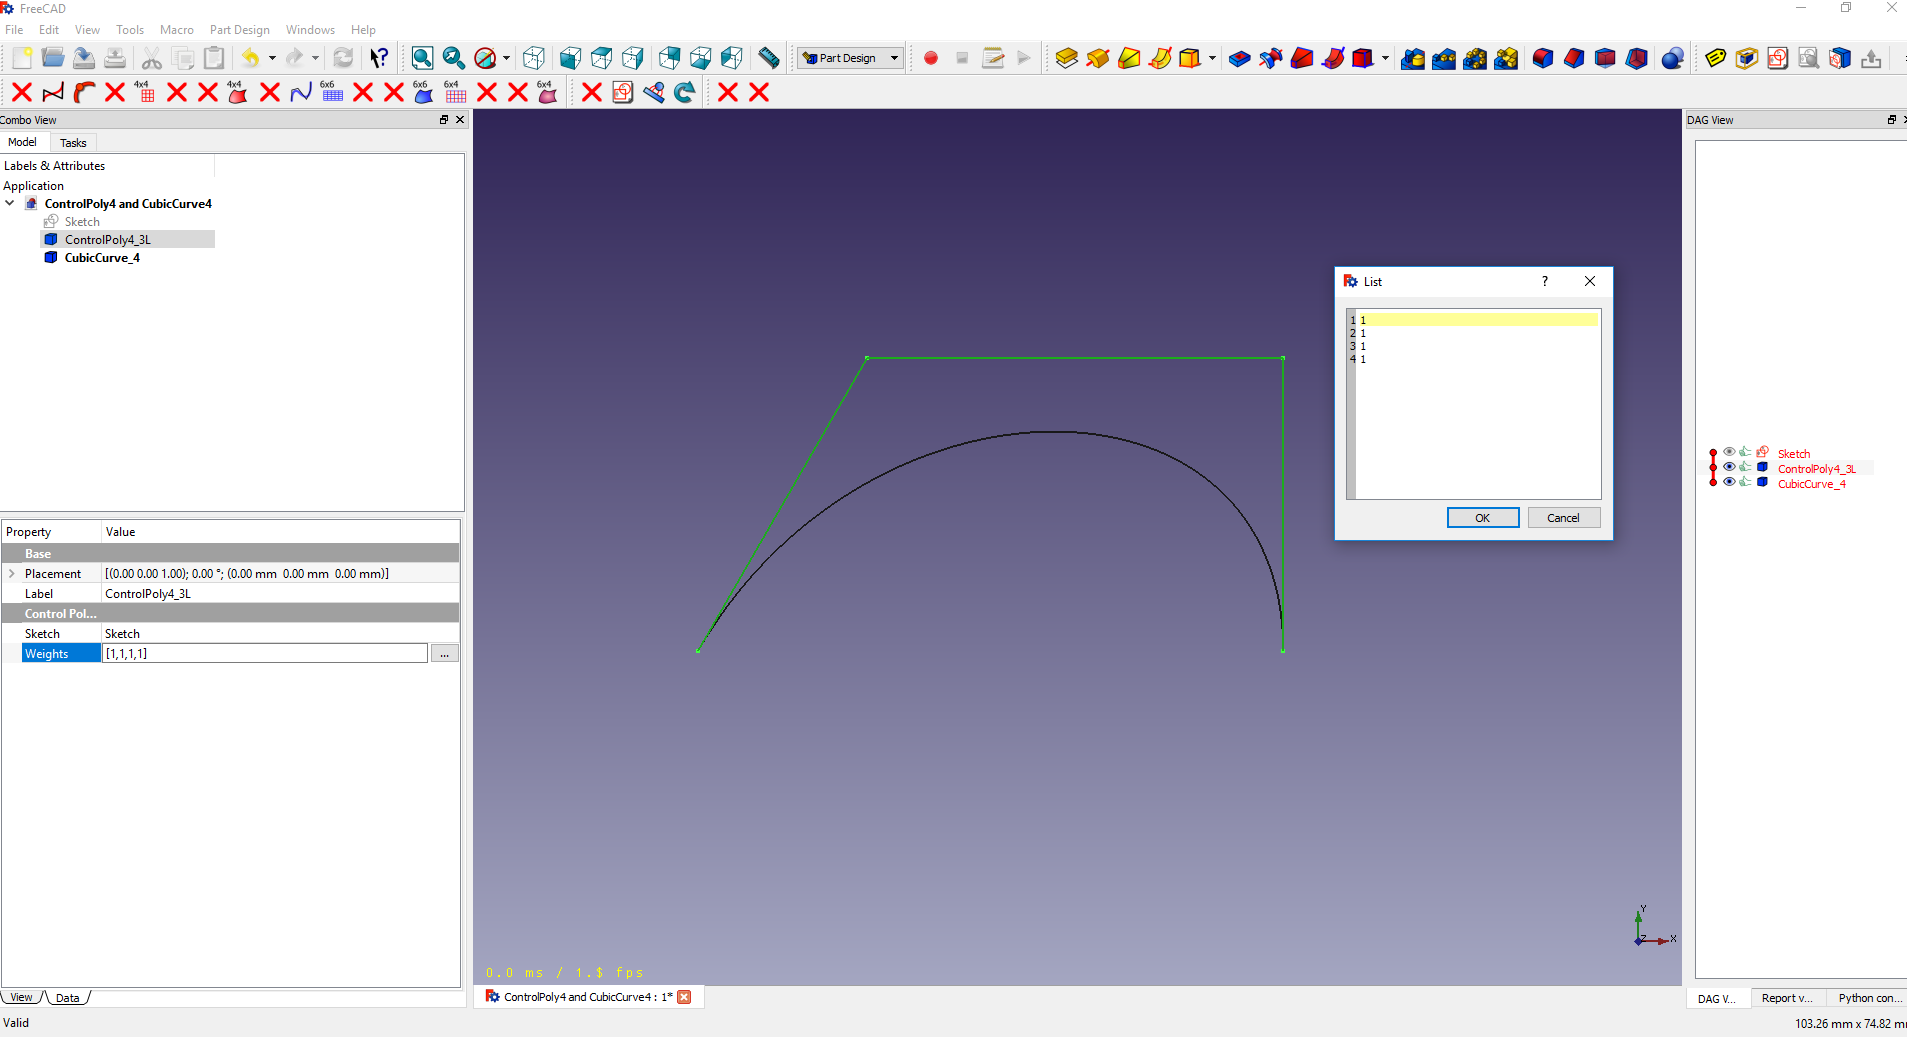 FreeCAD
File Edit View Tools Macro Part Design Windows Help
Part Design
4x4 4x4 6x6 6x6 6x4 6x4
Combo View
Model Tasks
Labels & Attributes
Application
ControlPoly4 and CubicCurve4
Sketch
ControlPoly4_3L
CubicCurve_4
Property Value
Base
Placement [(0.00 0.00 1.00); 0.00 °; (0.00 mm 0.00 mm 0.00 mm)]
Label ControlPoly4_3L
Control Pol...
Sketch Sketch
Weights [1,1,1,1] ...
View Data
Valid
List ?
1 1
2 1
3 1
4 1
OK Cancel
Y
Z X
0.0 ms / 1.$ fps
ControlPoly4 and CubicCurve4 : 1*
DAG View
Sketch
ControlPoly4_3L
CubicCurve_4
DAG V... Report v... Python con...
103.26 mm x 74.82 m